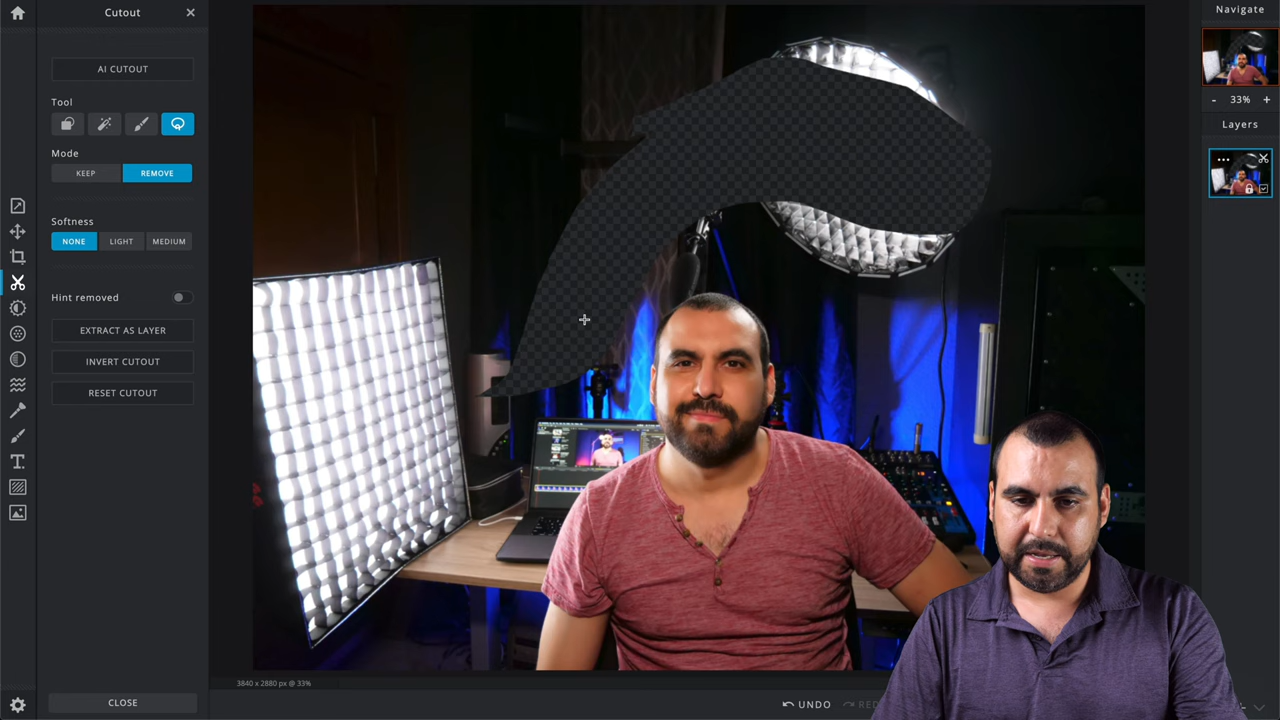 Cutout
AI CUTOUT
Tool
Mode
KEEP
REMOVE
Softness
NONE
LIGHT
MEDIUM
Hint removed
EXTRACT AS LAYER
INVERT CUTOUT
RESET CUTOUT
CLOSE
3840 x 2880 px @ 33%
UNDO
Navigate
- 33% +
Layers